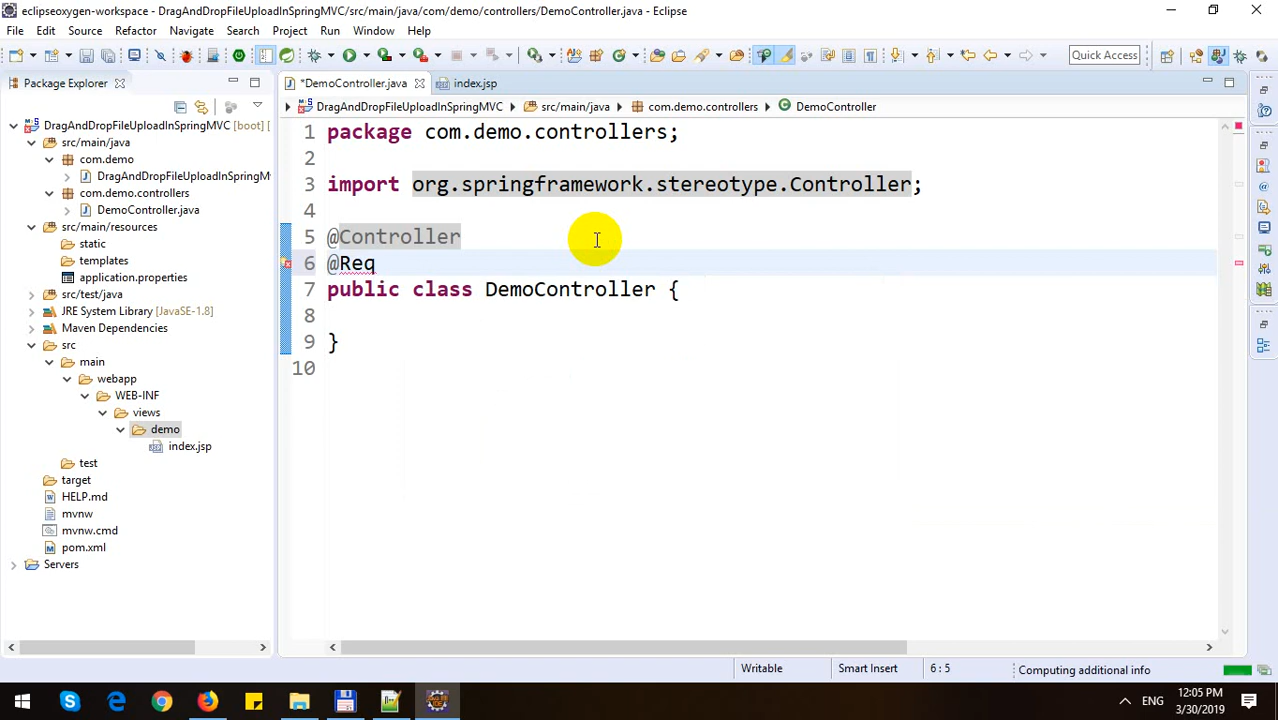 eclipseoxygen-workspace - DragAndDropFileUploadInSpringMVC/src/main/java/com/demo/controllers/DemoController.java - Eclipse
File Edit Source Refactor Navigate Search Project Run Window Help
Quick Access
Package Explorer
*DemoController.java index.jsp
DragAndDropFileUploadInSpringMVC src/main/java com.demo.controllers DemoController
DragAndDropFileUploadInSpringMVC [boot]
src/main/java
com.demo
DragAndDropFileUploadInSpringM
com.demo.controllers
DemoController.java
src/main/resources
static
templates
application.properties
src/test/java
JRE System Library [JavaSE-1.8]
Maven Dependencies
src
main
webapp
WEB-INF
views
demo
index.jsp
test
target
HELP.md
mvnw
mvnw.cmd
pom.xml
Servers
1 package com.demo.controllers;
2
3 import org.springframework.stereotype.Controller;
4
5 @Controller
6 @Req
7 public class DemoController {
8
9 }
10
Writable Smart Insert 6 : 5 Computing additional info
ENG 12:05 PM
3/30/2019